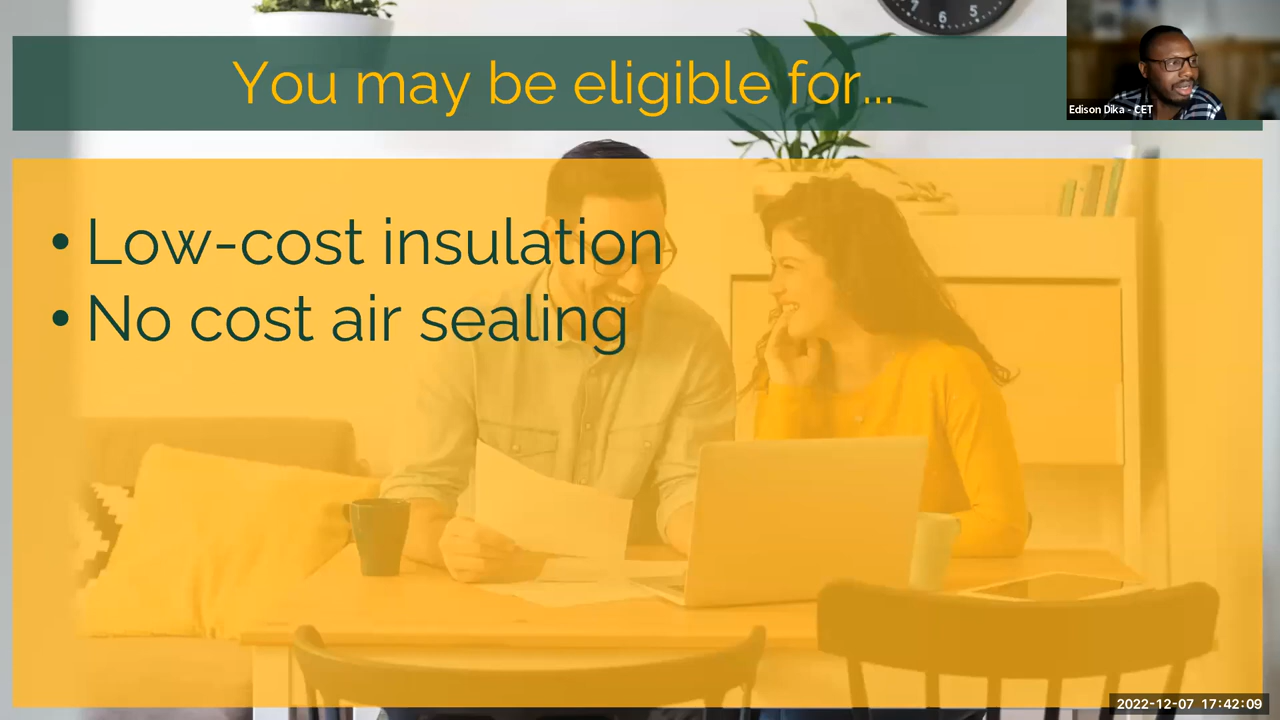 You may be eligible for...
Edison Dika - CET
• Low-cost insulation
• No cost air sealing
2022-12-07 17:42:09